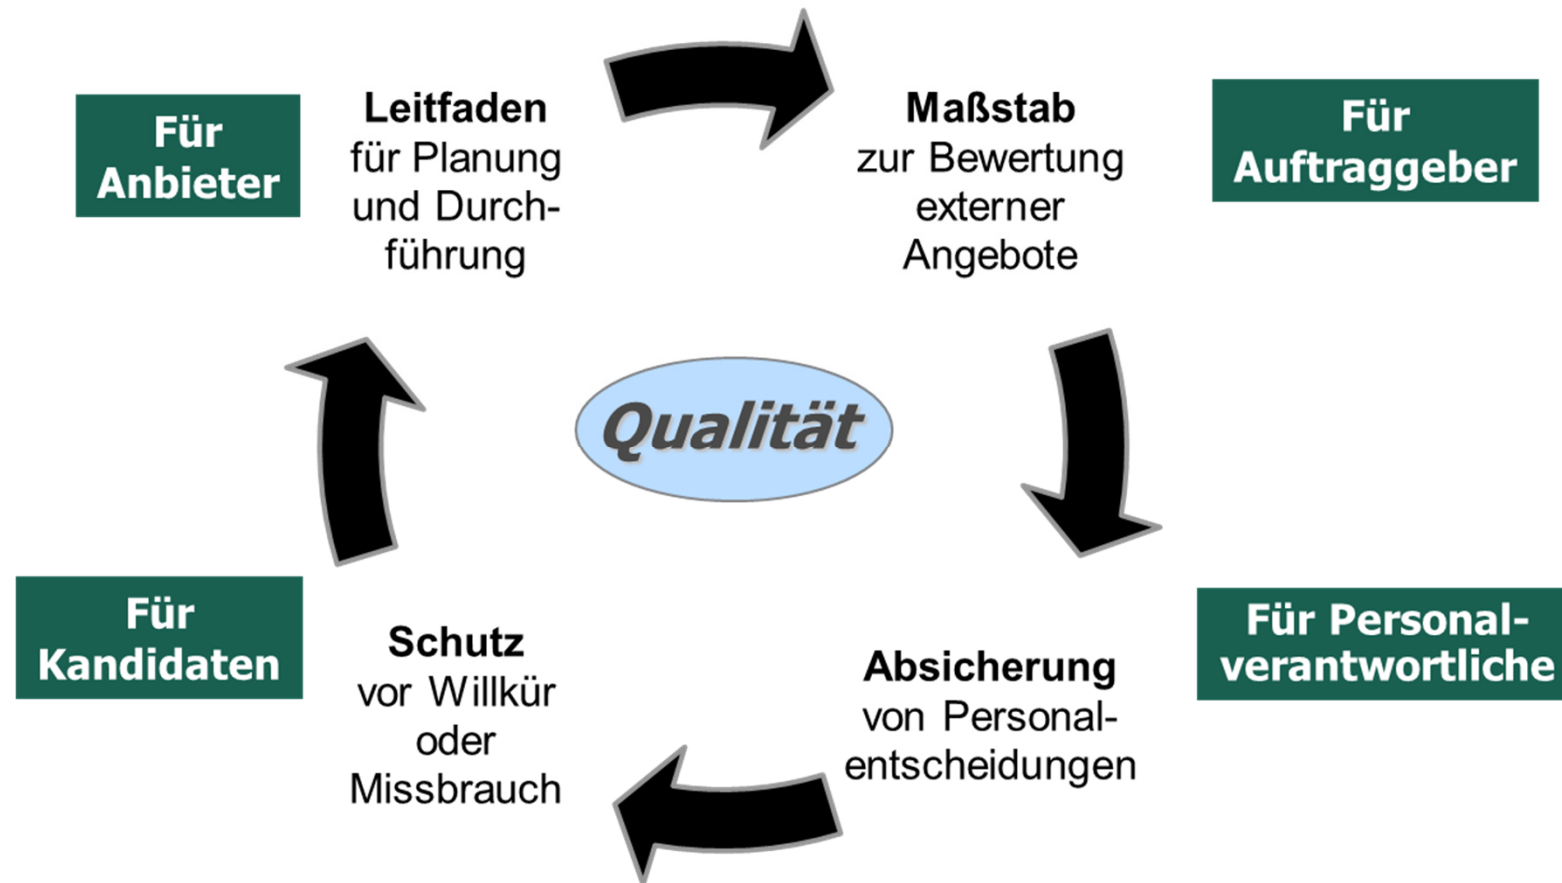 Für
Anbieter
Leitfaden
für Planung
und Durch-
führung
Maßstab
zur Bewertung
externer
Angebote
Für
Auftraggeber
Qualität
Für
Kandidaten
Schutz
vor Willkür
oder
Missbrauch
Absicherung
von Personal-
entscheidungen
Für Personal-
verantwortliche